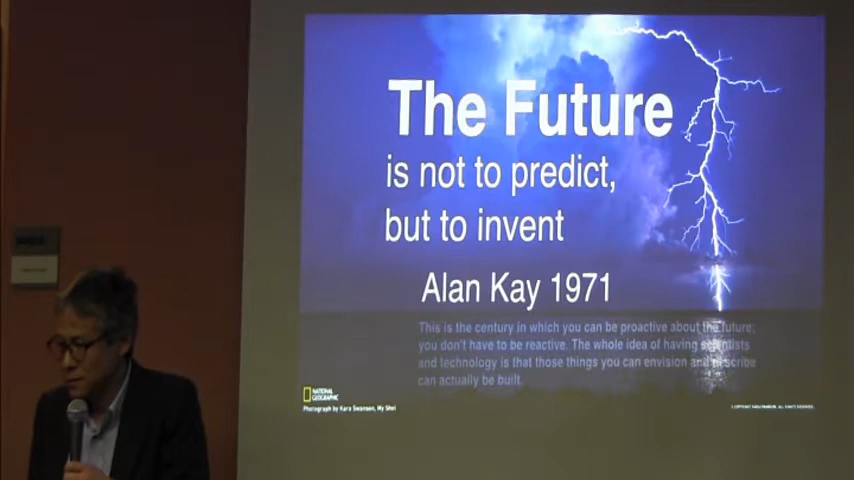 The Future
is not to predict,
but to invent
Alan Kay 1971
This is the century in which you can be proactive about the future;
you don't have to be reactive. The whole idea of having scientists
and technology is that those things you can envision and describe
can actually be built.
NATIONAL
GEOGRAPHIC
Photograph by Kara Swanson, My Shot